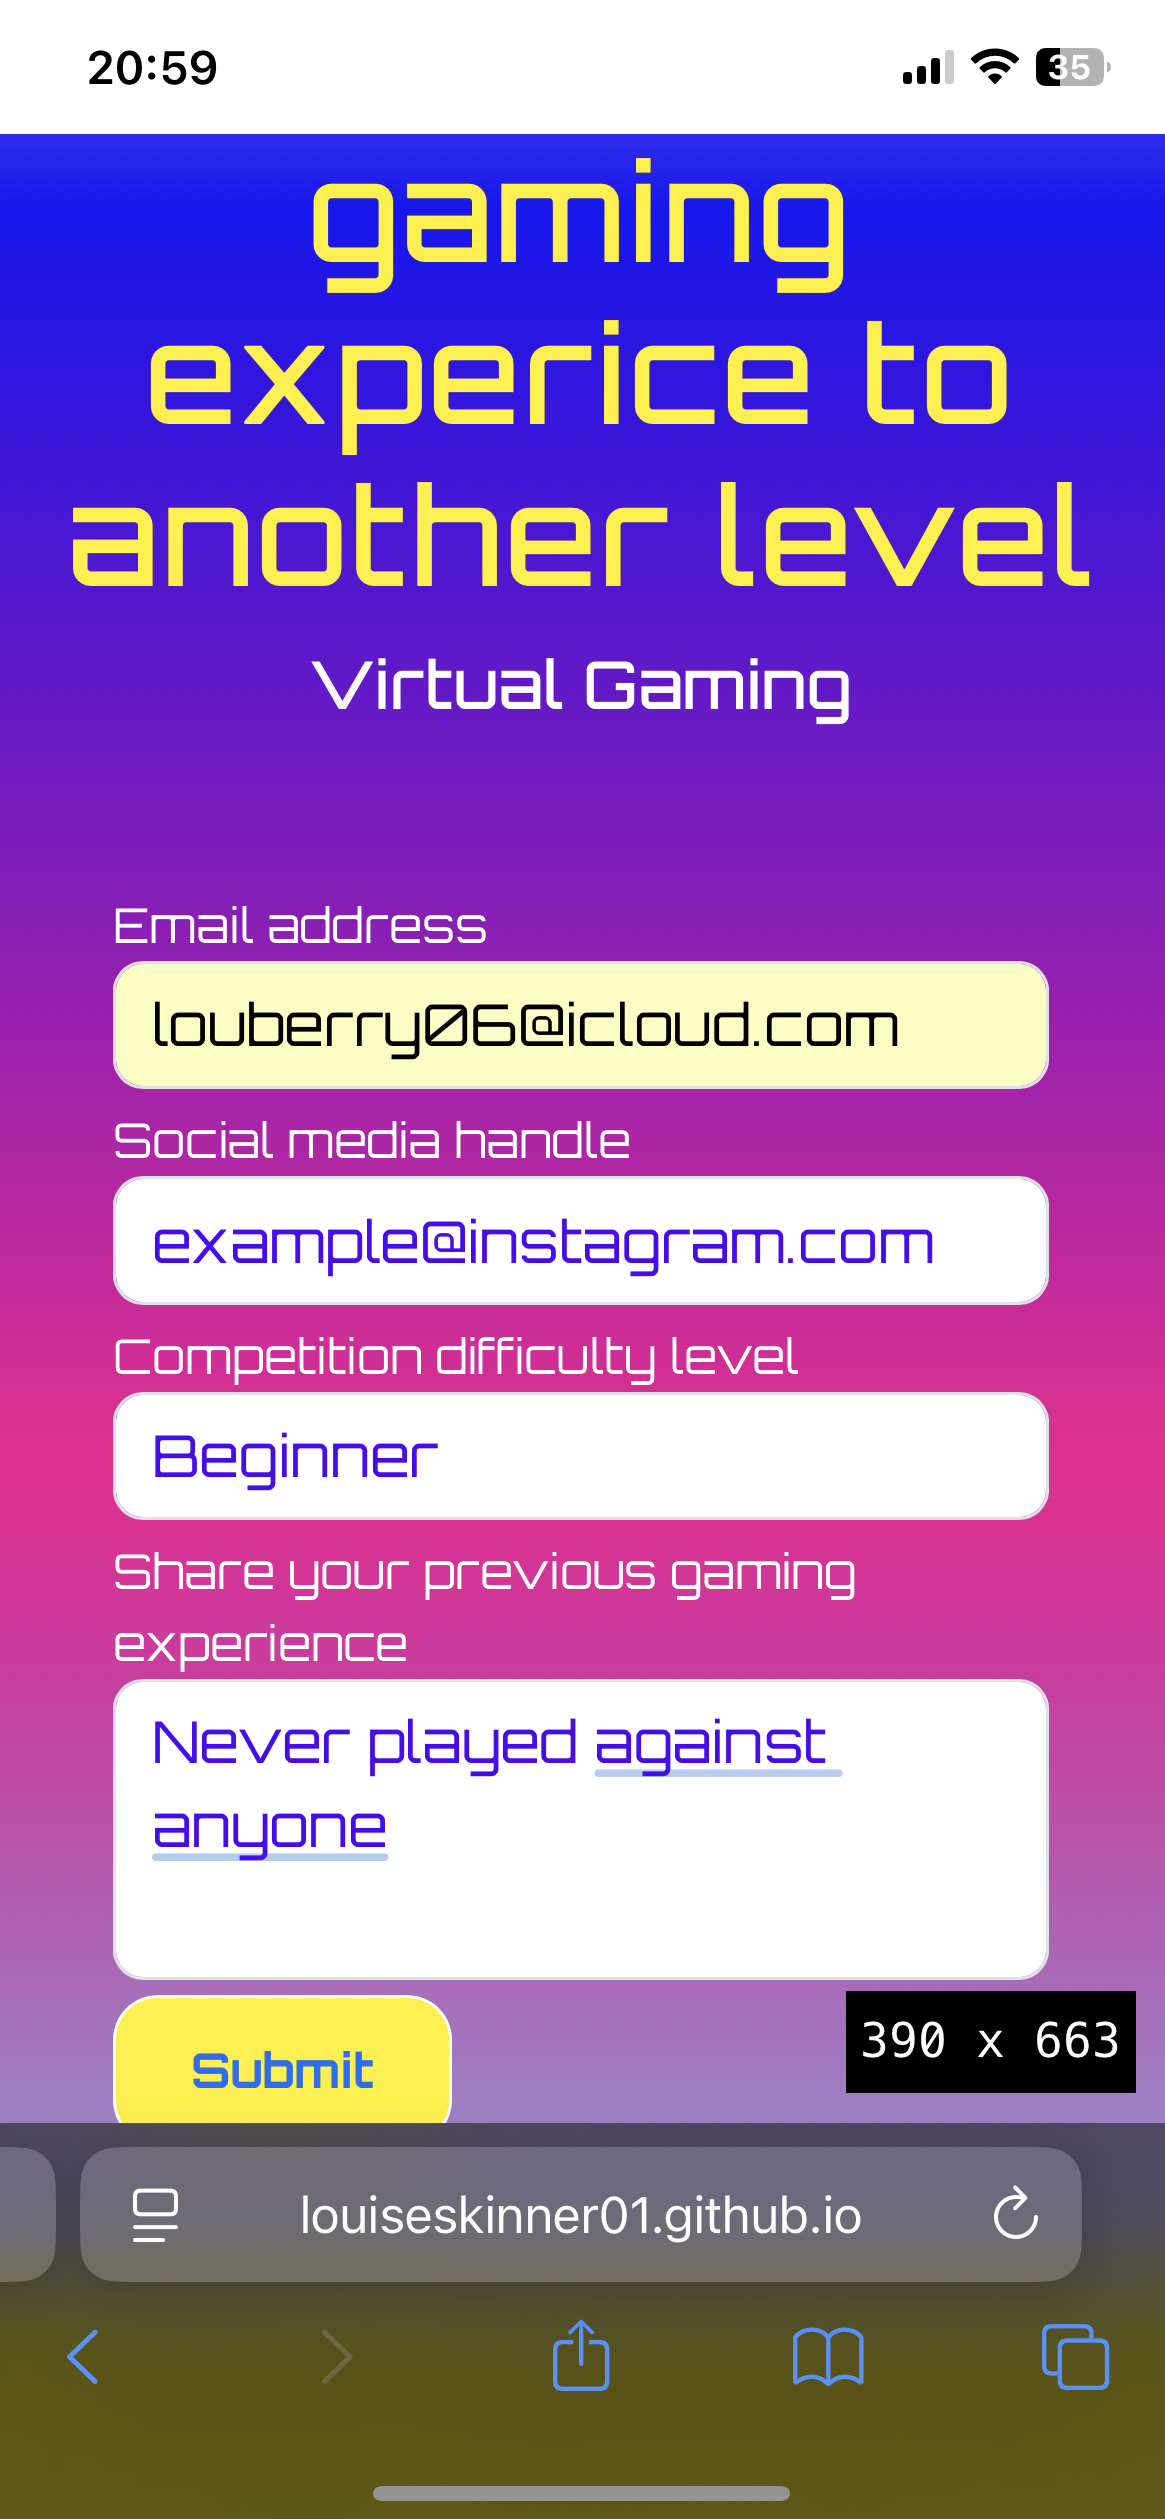 20:59
35
gaming
experice to
another level
Virtual Gaming
Email address
louberry06@icloud.com
Social media handle
example@instagram.com
Competition difficulty level
Beginner
Share your previous gaming
experience
Never played against
anyone
Submit
390 x 663
louiseskinner01.github.io